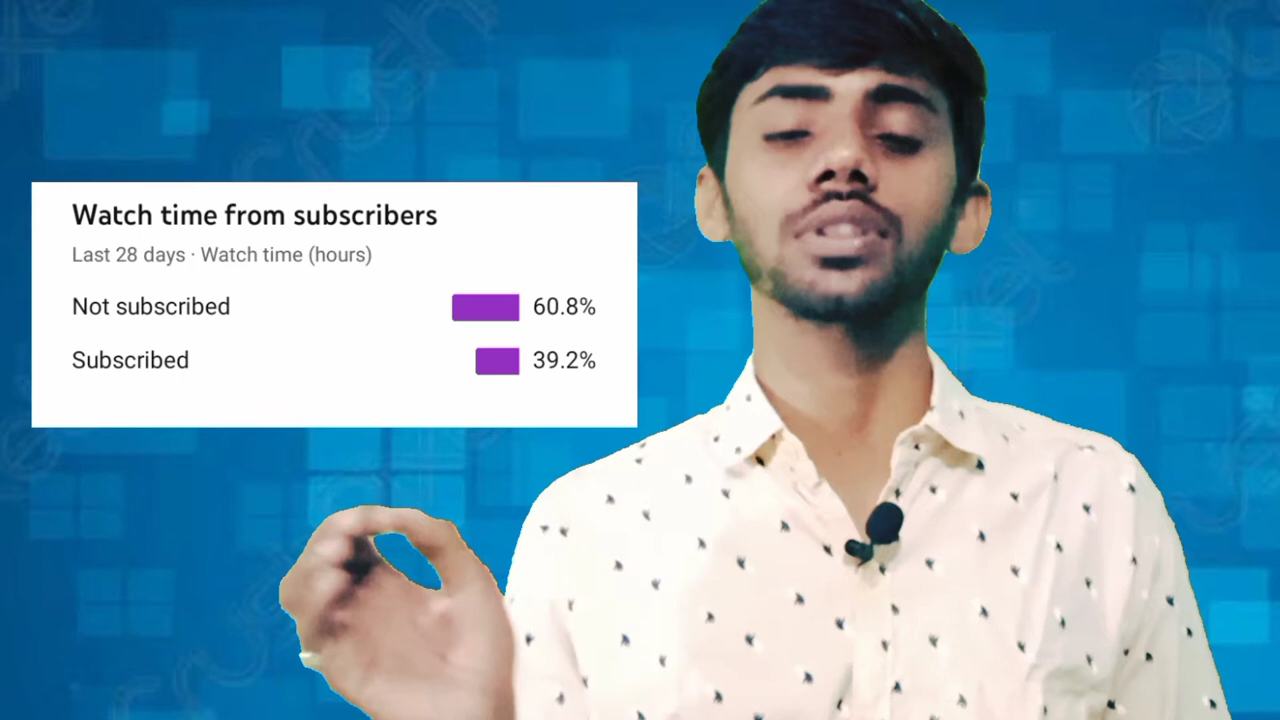 Watch time from subscribers
Last 28 days · Watch time (hours)
Not subscribed 60.8%
Subscribed 39.2%